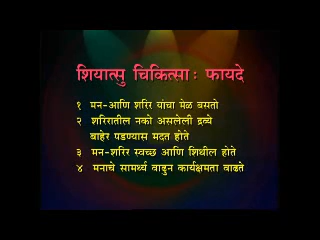 शियात्सु चिकित्सा: फायदे
१ मन-आणि शरिर यांचा मेळ बसतो
२ शरिरातील नको असलेली द्रव्ये
बाहेर पडण्यास मदत होते
३ मन-शरिर स्वच्छ आणि शिथील होते
४ मनाचे सामर्थ्य वाढुन कार्यक्षमता वाढते